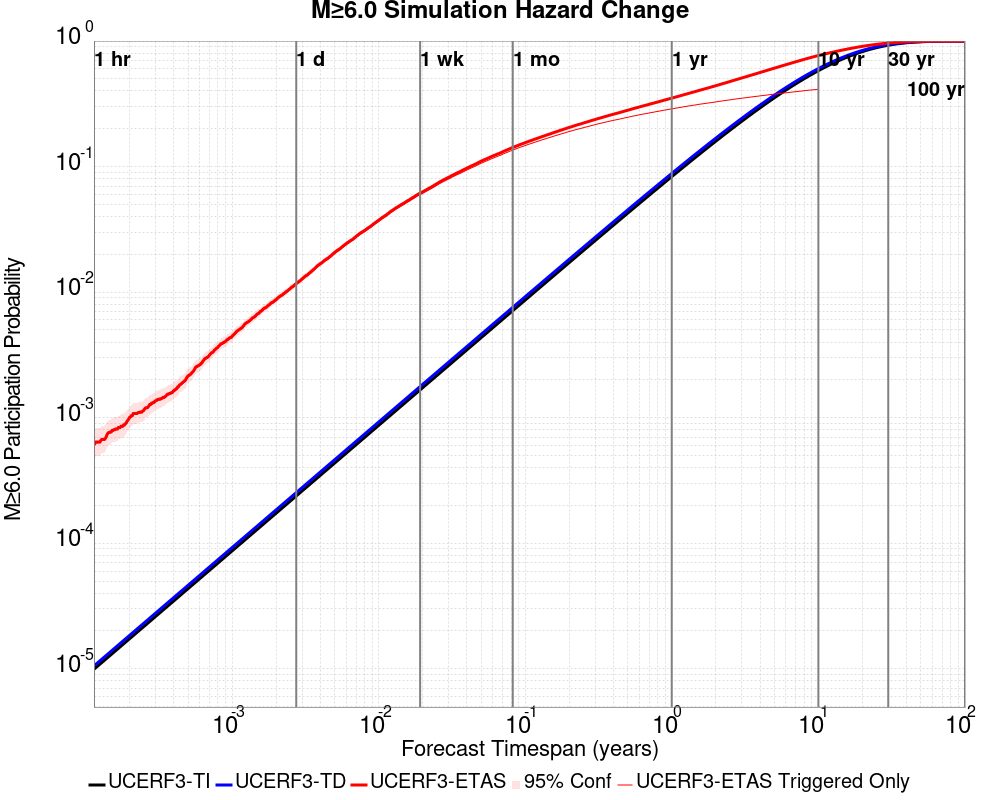 M≥6.0 Simulation Hazard Change
10^0
1 hr
1 d
1 wk
1 mo
1 yr
10 yr
30 yr
100 yr
10^-1
10^-2
10^-3
10^-4
10^-5
M≥6.0 Participation Probability
10^-3
10^-2
10^-1
10^0
10^1
10^2
Forecast Timespan (years)
UCERF3-TI
UCERF3-TD
UCERF3-ETAS
95% Conf
UCERF3-ETAS Triggered Only